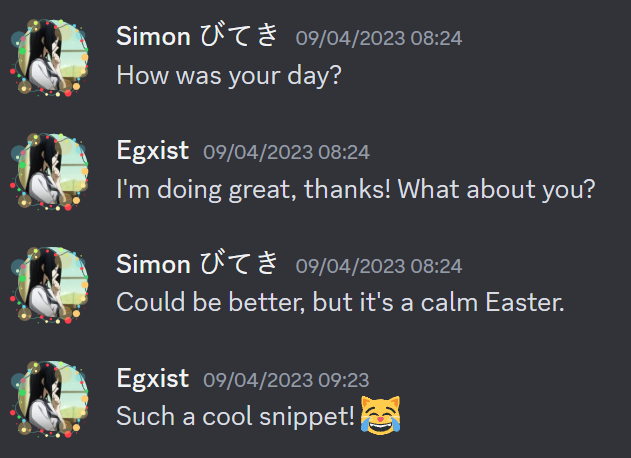 Simon びてき 09/04/2023 08:24
How was your day?
Egxist 09/04/2023 08:24
I'm doing great, thanks! What about you?
Simon びてき 09/04/2023 08:24
Could be better, but it's a calm Easter.
Egxist 09/04/2023 09:23
Such a cool snippet!😹